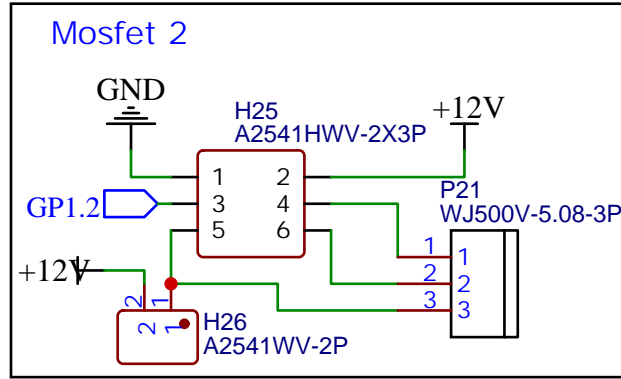 Mosfet 2
GND
H25
A2541HWV-2X3P
+12V
1 2
3 4
5 6
GP1.2
P21
WJ500V-5.08-3P
1 1
2 2
3 3
+12V
2 1
2 1
H26
A2541WV-2P